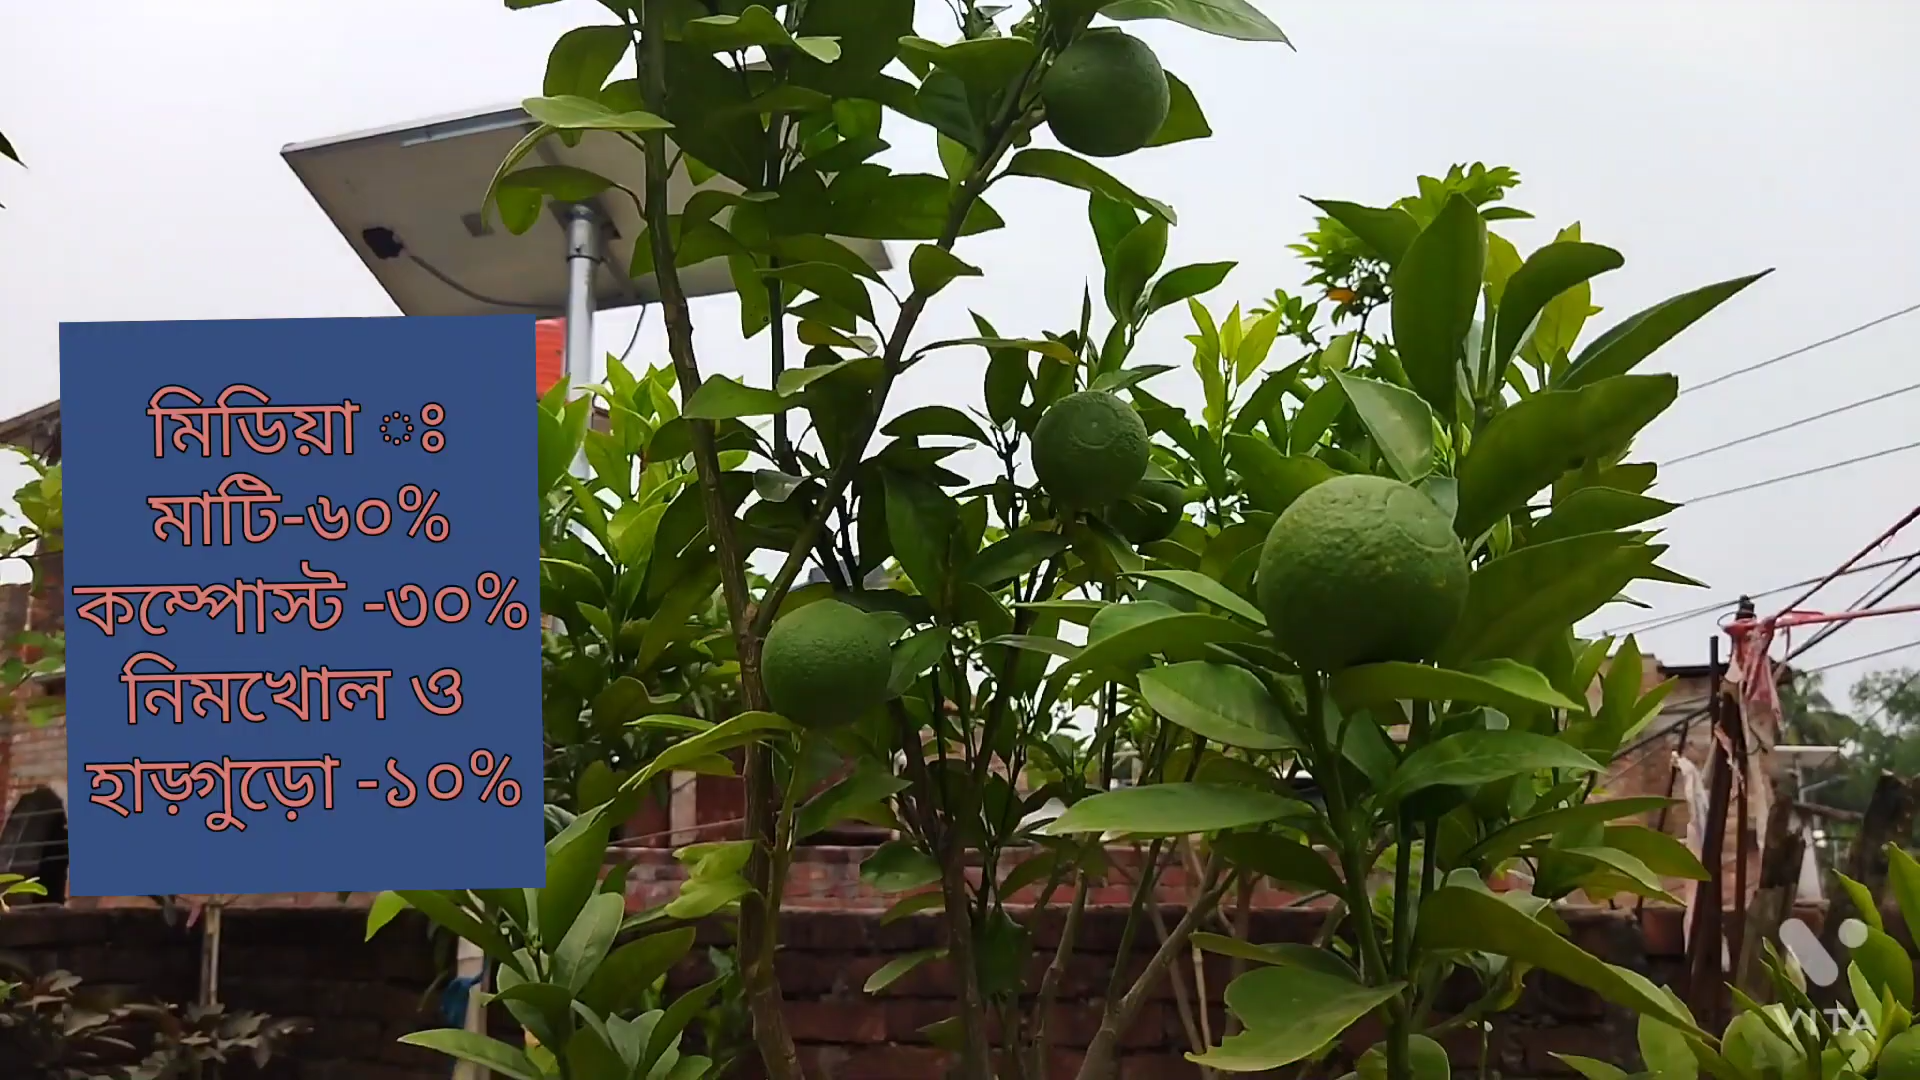 মিডিয়া ঃ
মাটি-৬০%
কম্পোস্ট -৩০%
নিমখোল ও
হাড়গুড়ো -১০%
VITA